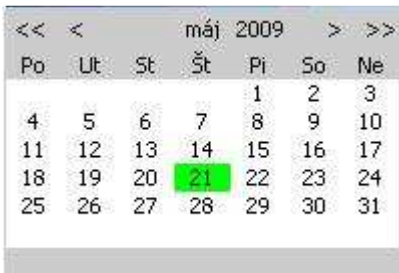 << < máj 2009 > >>
Po Ut St Št Pi So Ne
1 2 3
4 5 6 7 8 9 10
11 12 13 14 15 16 17
18 19 20 21 22 23 24
25 26 27 28 29 30 31